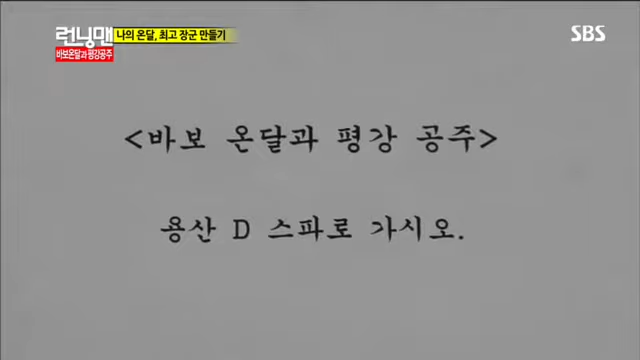 런닝맨
나의 온달, 최고 장군 만들기
바보온달과 평강공주
SBS
<바보 온달과 평강 공주>
용산 D 스파로 가시오.